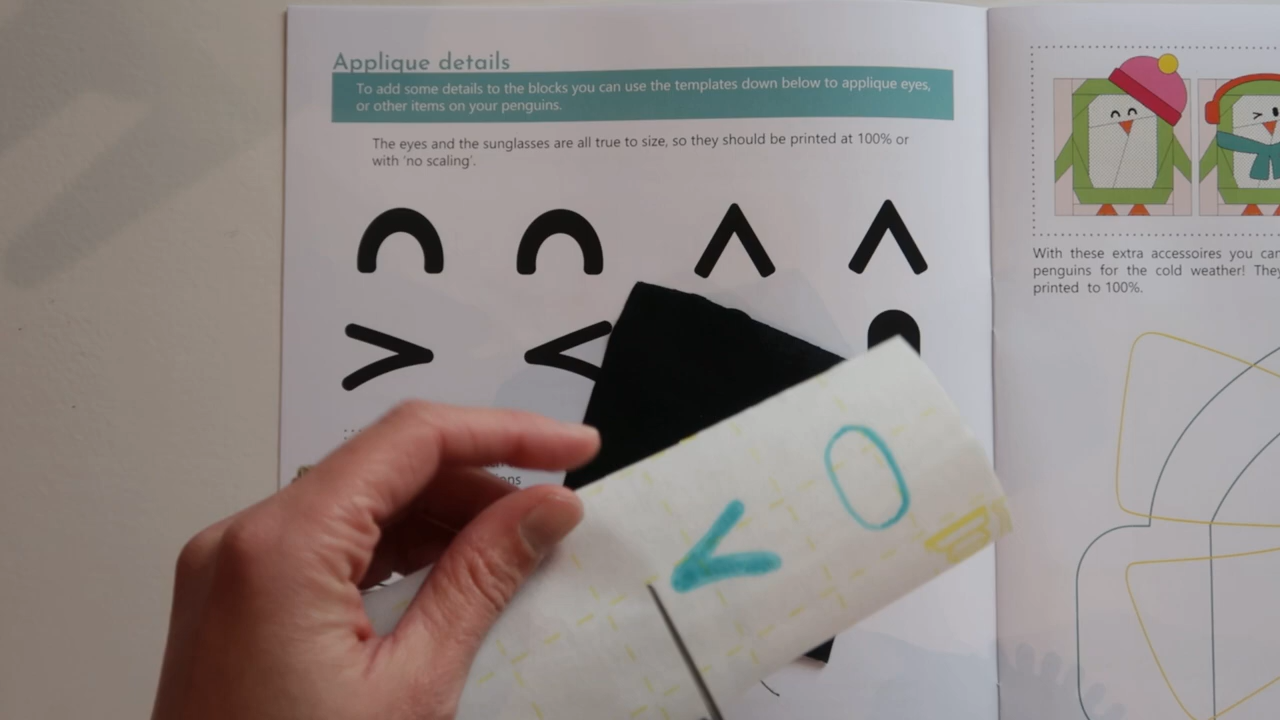 Applique details
To add some details to the blocks you can use the templates down below to applique eyes,
or other items on your penguins.
The eyes and the sunglasses are all true to size, so they should be printed at 100% or
with 'no scaling'.
With these extra accessoires you can
penguins for the cold weather! They
printed to 100%.